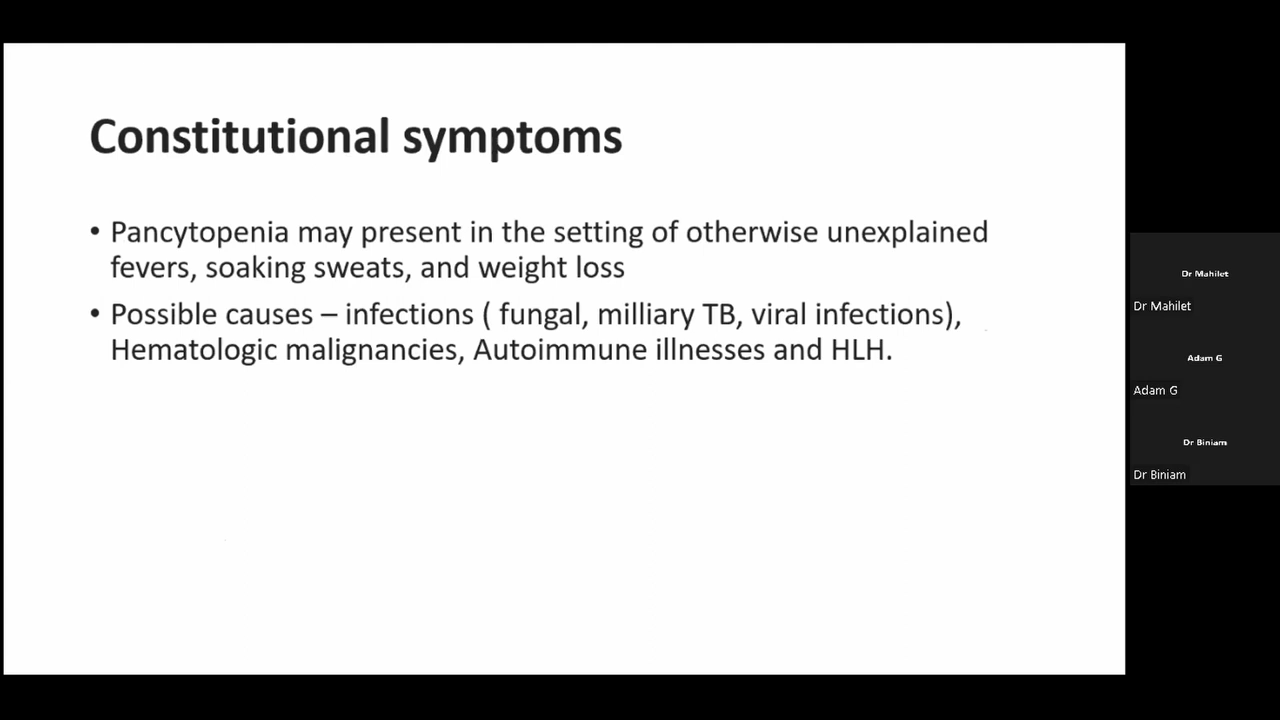 Constitutional symptoms
• Pancytopenia may present in the setting of otherwise unexplained
fevers, soaking sweats, and weight loss
• Possible causes – infections ( fungal, milliary TB, viral infections),
Hematologic malignancies, Autoimmune illnesses and HLH.
Dr Mahilet
Dr Mahilet
Adam G
Adam G
Dr Biniam
Dr Biniam